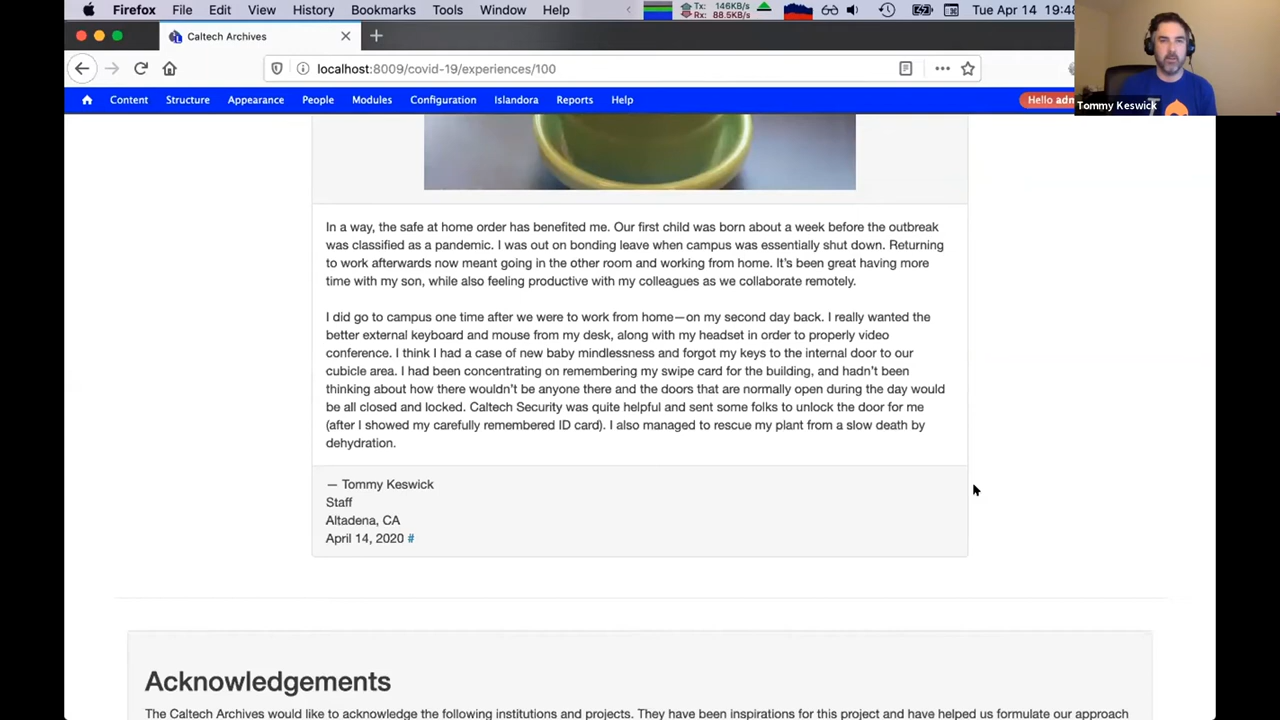 Firefox File Edit View History Bookmarks Tools Window Help Tx: 146KB/s Rx: 88.5KB/s Tue Apr 14 19:48
Caltech Archives
localhost:8009/covid-19/experiences/100
Content Structure Appearance People Modules Configuration Islandora Reports Help Hello
Tommy Keswick
In a way, the safe at home order has benefited me. Our first child was born about a week before the outbreak
was classified as a pandemic. I was out on bonding leave when campus was essentially shut down. Returning
to work afterwards now meant going in the other room and working from home. It’s been great having more
time with my son, while also feeling productive with my colleagues as we collaborate remotely.
I did go to campus one time after we were to work from home—on my second day back. I really wanted the
better external keyboard and mouse from my desk, along with my headset in order to properly video
conference. I think I had a case of new baby mindlessness and forgot my keys to the internal door to our
cubicle area. I had been concentrating on remembering my swipe card for the building, and hadn’t been
thinking about how there wouldn’t be anyone there and the doors that are normally open during the day would
be all closed and locked. Caltech Security was quite helpful and sent some folks to unlock the door for me
(after I showed my carefully remembered ID card). I also managed to rescue my plant from a slow death by
dehydration.
— Tommy Keswick
Staff
Altadena, CA
April 14, 2020 #
Acknowledgements
The Caltech Archives would like to acknowledge the following institutions and projects. They have been inspirations for this project and have helped us formulate our approach